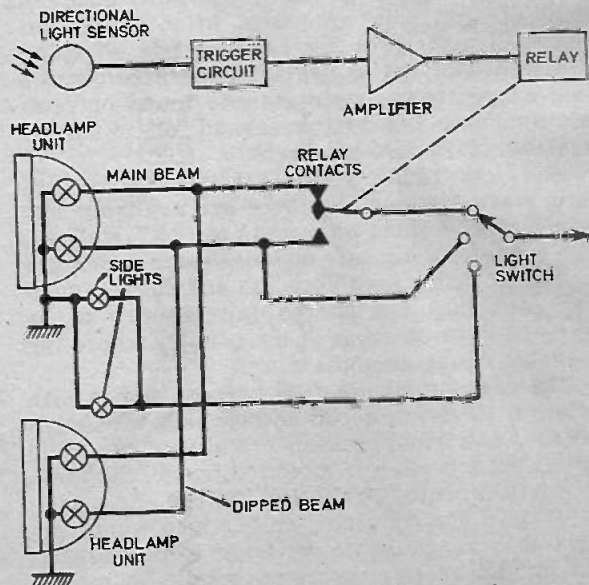 DIRECTIONAL
LIGHT SENSOR
TRIGGER
CIRCUIT
AMPLIFIER
RELAY
HEADLAMP
UNIT
MAIN BEAM
RELAY
CONTACTS
SIDE
LIGHTS
LIGHT
SWITCH
DIPPED BEAM
HEADLAMP
UNIT